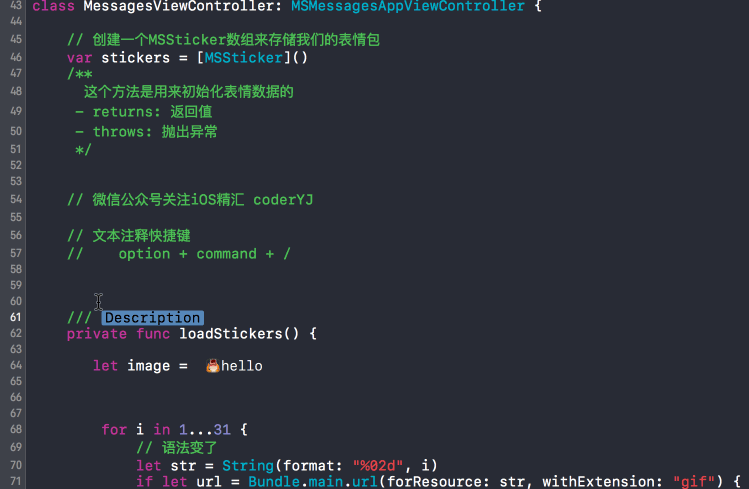 43 class MessagesViewController: MSMessagesAppViewController {
44
45 // 创建一个MSSticker数组来存储我们的表情包
46 var stickers = [MSSticker]()
47 /**
48 这个方法是用来初始化表情数据的
49 - returns: 返回值
50 - throws: 抛出异常
51 */
52
53
54 // 微信公众号关注iOS精汇 coderYJ
55
56 // 文本注释快捷键
57 // option + command + /
58
59
60
61 /// Description
62 private func loadStickers() {
63
64 let image = 👜hello
65
66
67
68 for i in 1...31 {
69 // 语法变了
70 let str = String(format: "%02d", i)
71 if let url = Bundle.main.url(forResource: str, withExtension: "gif") {